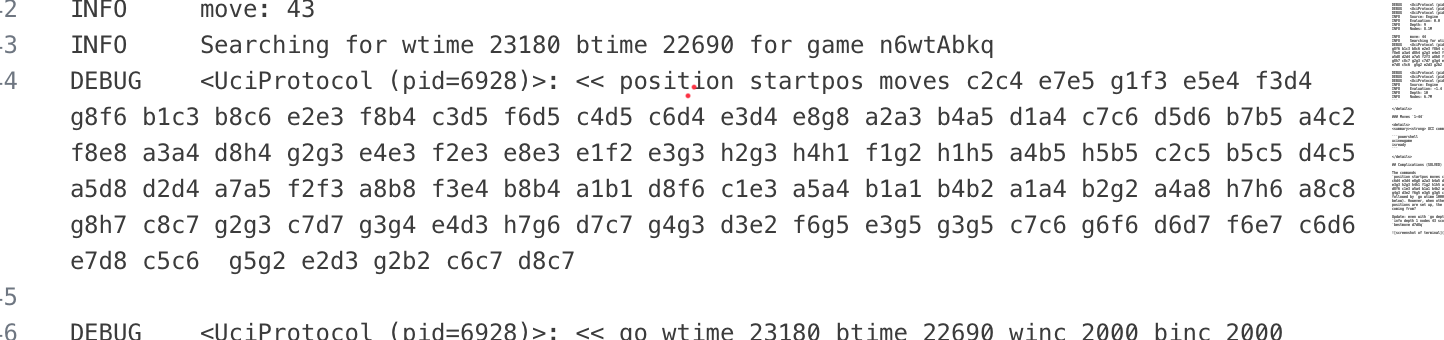 42 INFO move: 43
43 INFO Searching for wtime 23180 btime 22690 for game n6wtAbkq
44 DEBUG <UciProtocol (pid=6928)>: << position startpos moves c2c4 e7e5 g1f3 e5e4 f3d4
g8f6 b1c3 b8c6 e2e3 f8b4 c3d5 f6d5 c4d5 c6d4 e3d4 e8g8 a2a3 b4a5 d1a4 c7c6 d5d6 b7b5 a4c2
f8e8 a3a4 d8h4 g2g3 e4e3 f2e3 e8e3 e1f2 e3g3 h2g3 h4h1 f1g2 h1h5 a4b5 h5b5 c2c5 b5c5 d4c5
a5d8 d2d4 a7a5 f2f3 a8b8 f3e4 b8b4 a1b1 d8f6 c1e3 a5a4 b1a1 b4b2 a1a4 b2g2 a4a8 h7h6 a8c8
g8h7 c8c7 g2g3 c7d7 g3g4 e4d3 h7g6 d7c7 g4g3 d3e2 f6g5 e3g5 g3g5 c7c6 g6f6 d6d7 f6e7 c6d6
e7d8 c5c6  g5g2 e2d3 g2b2 c6c7 d8c7
45
46 DEBUG <UciProtocol (pid=6928)>: << go wtime 23180 btime 22690 winc 2000 binc 2000